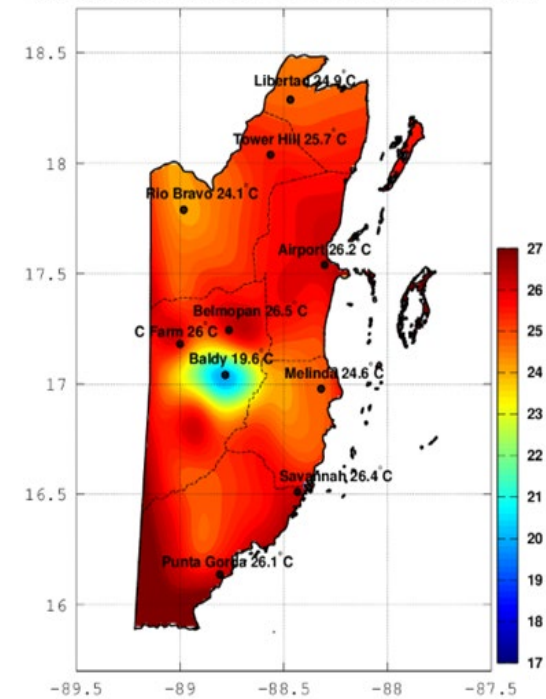 18.5
Libertad 24.9 C
Tower Hill 25.7 C
18
Rio Bravo 24.1 C
Airport 26.2 C
17.5
27
Belmopan 26.5 C
26
C Farm 26 C
25
Baldy 19.6 C
24
17
Melinda 24.6 C
23
22
16.5
Savannah 26.4 C
21
20
Punta Gorda 26.1 C
19
16
18
17
-89.5
-89
-88.5
-88
-87.5